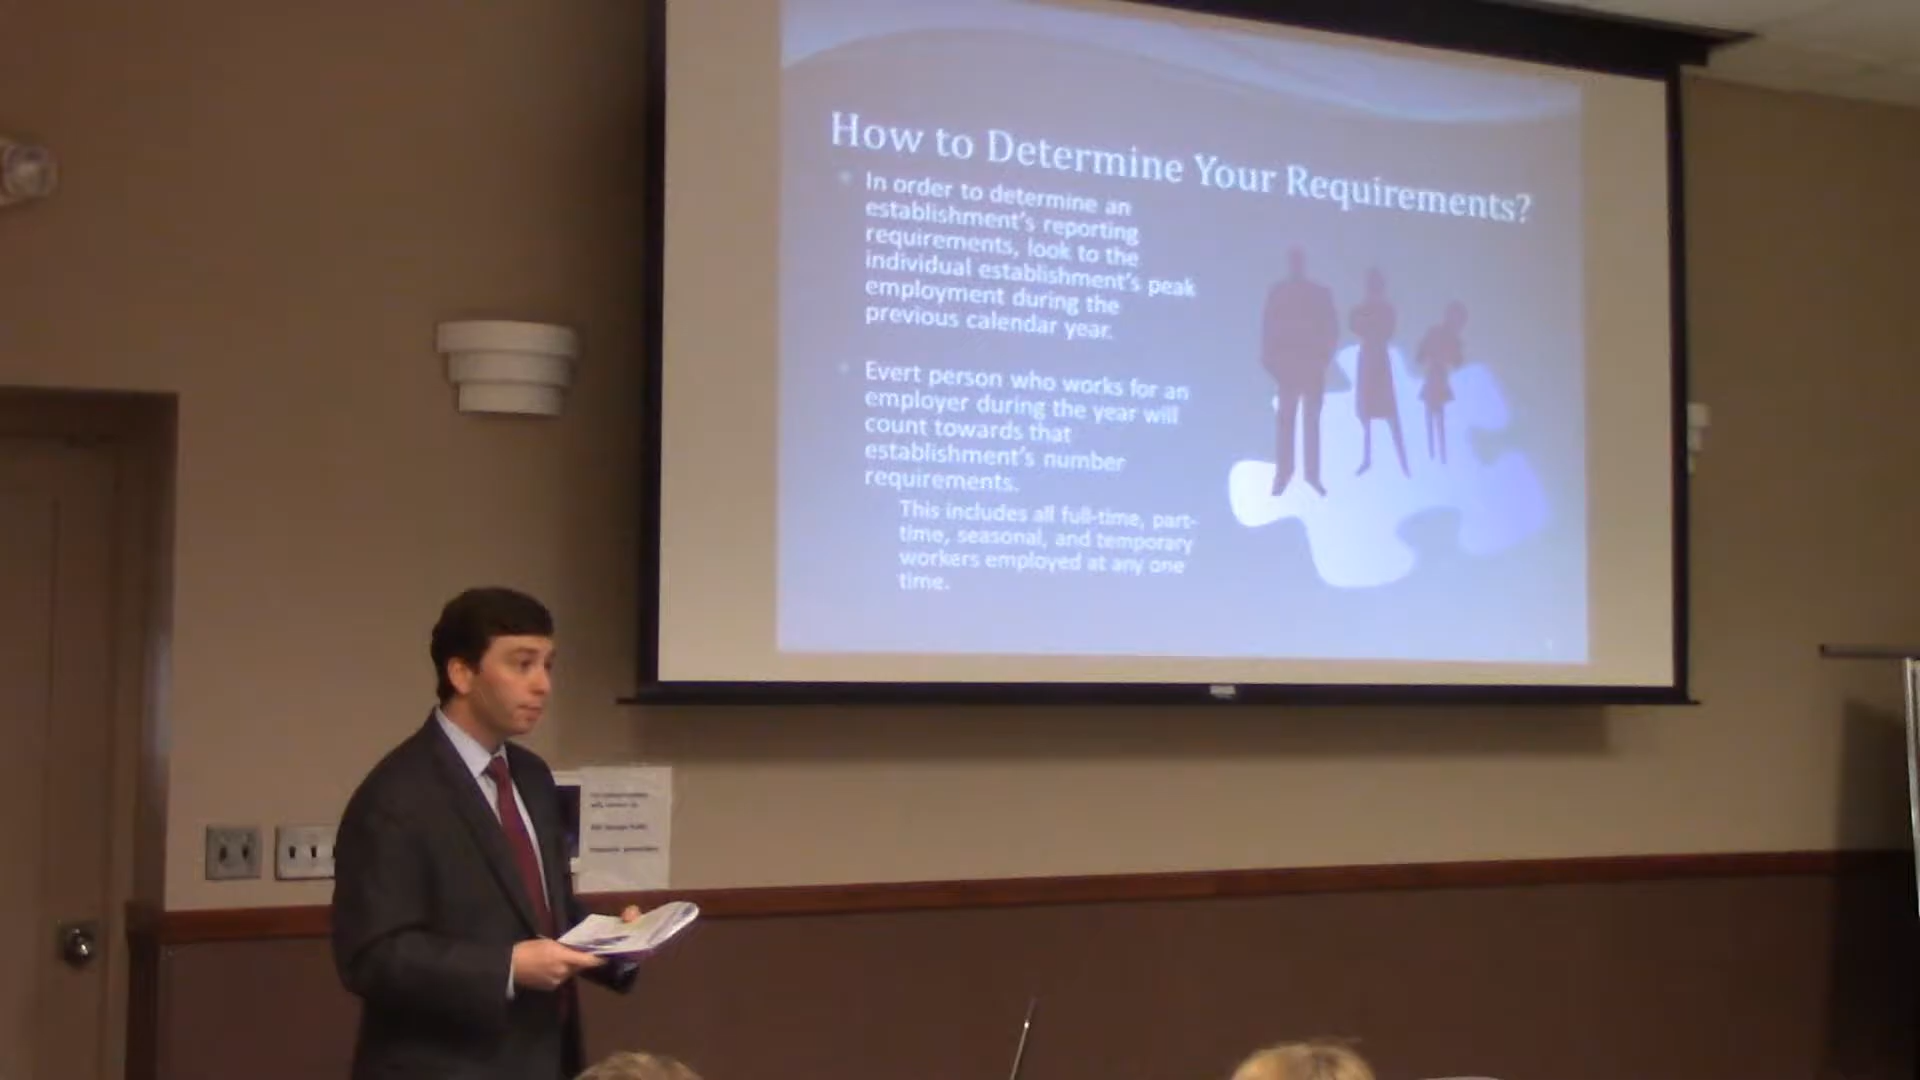 How to Determine Your Requirements?
In order to determine an
establishment's reporting
requirements, look to the
individual establishment's peak
employment during the
previous calendar year.
Evert person who works for an
employer during the year will
count towards that
establishment's number
requirements.
This includes all full-time, part-
time, seasonal, and temporary
workers employed at any one
time.